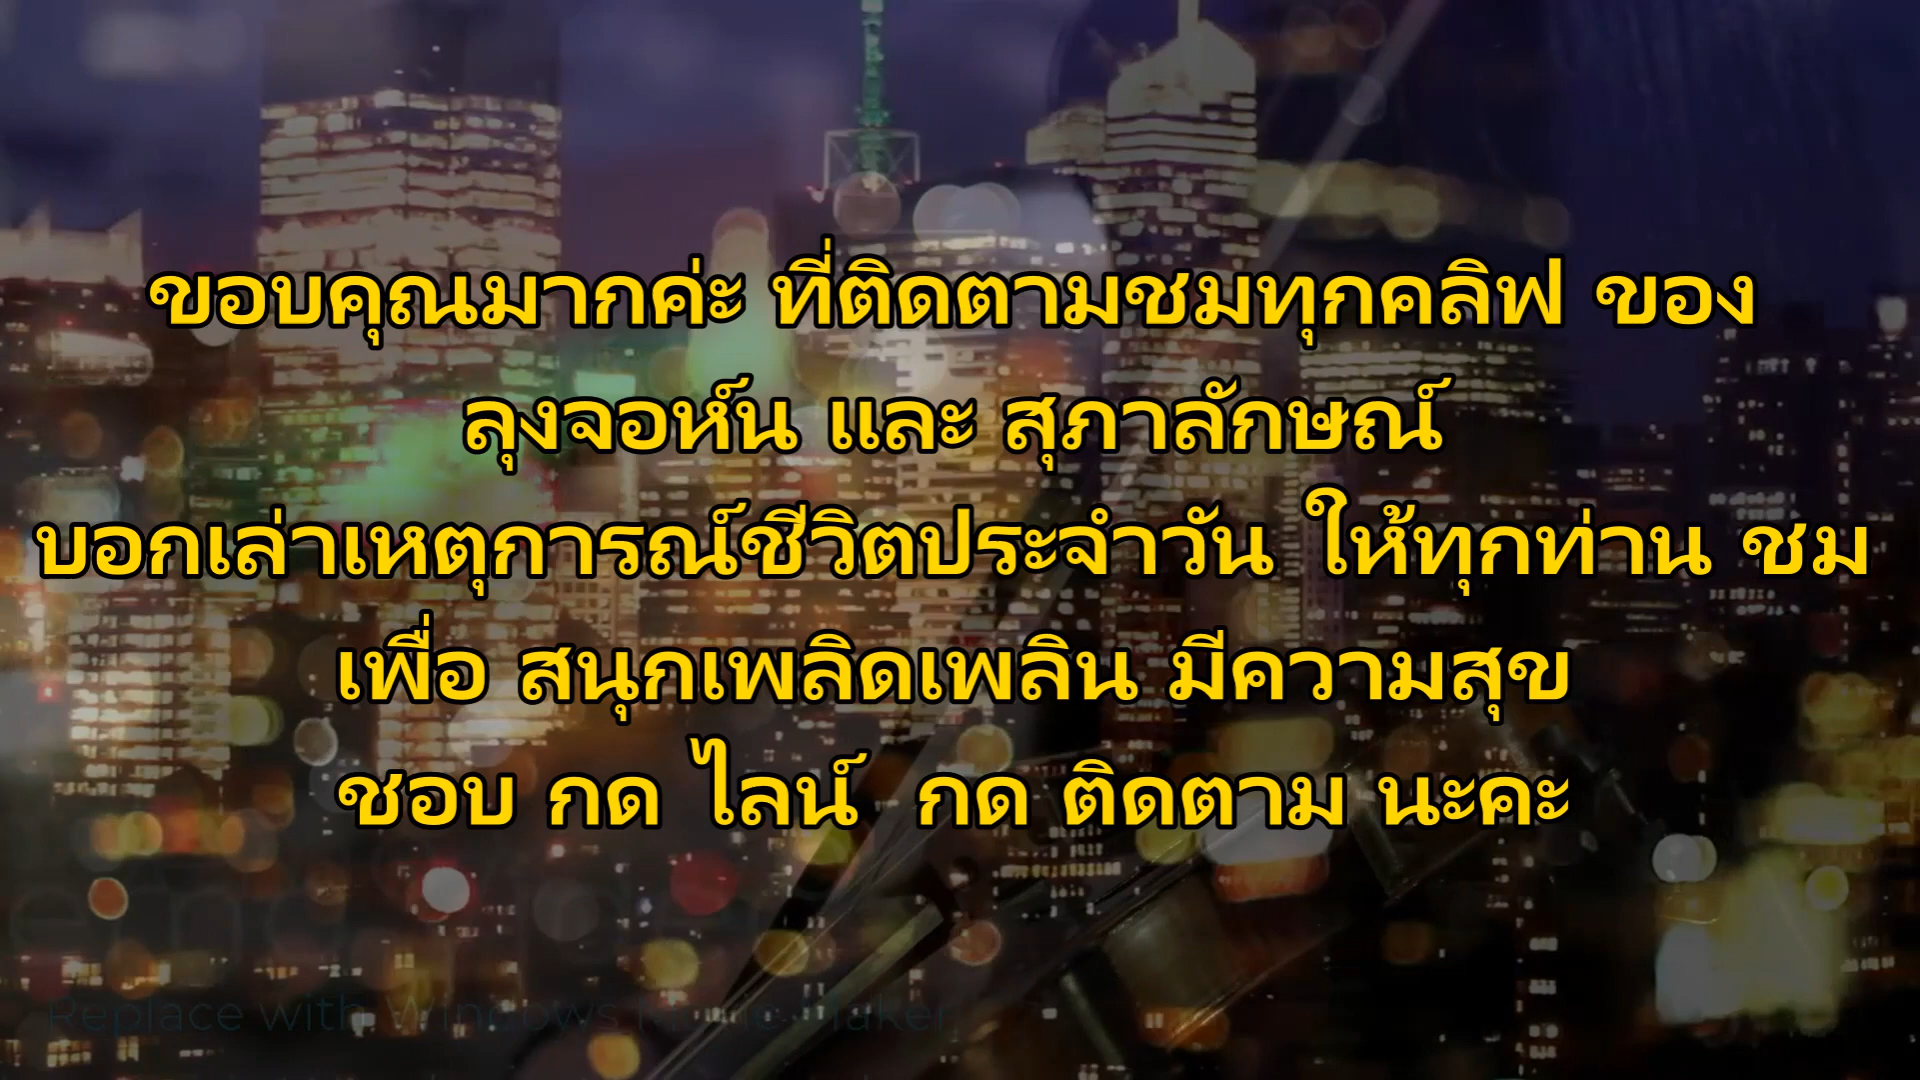 ขอบคุณมากค่ะ ที่ติดตามชมทุกคลิฟ ของ
ลุงจอห์น และ สุภาลักษณ์
บอกเล่าเหตุการณ์ชีวิตประจำวัน ให้ทุกท่าน ชม
เพื่อ สนุกเพลิดเพลิน มีความสุข
ชอบ กด ไลน์ กด ติดตาม นะคะ
Replace with Windows Movie Maker